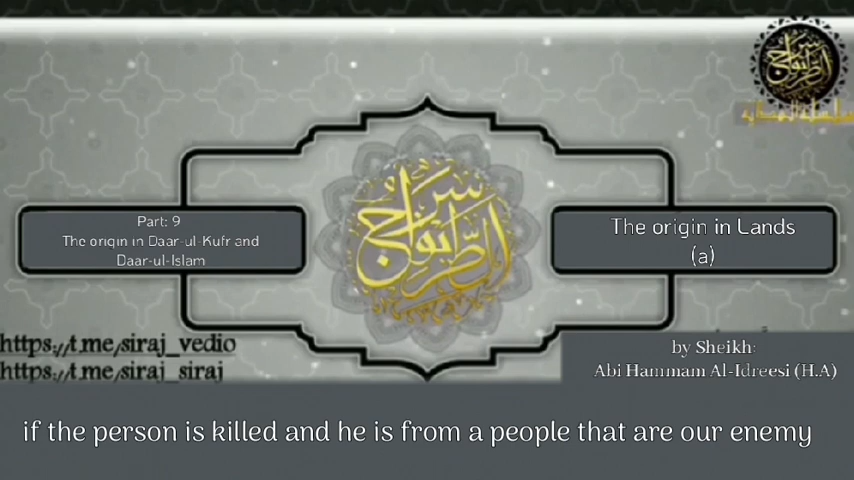 سراج الطريق
Part: 9
The origin in Daar-ul-Kufr and
Daar-ul-Islam
The origin in Lands
(a)
https://t.me/siraj_vedio
https://t.me/siraj_siraj
by Sheikh:
Abi Hammam Al-Idreesi (H.A)
if the person is killed and he is from a people that are our enemy